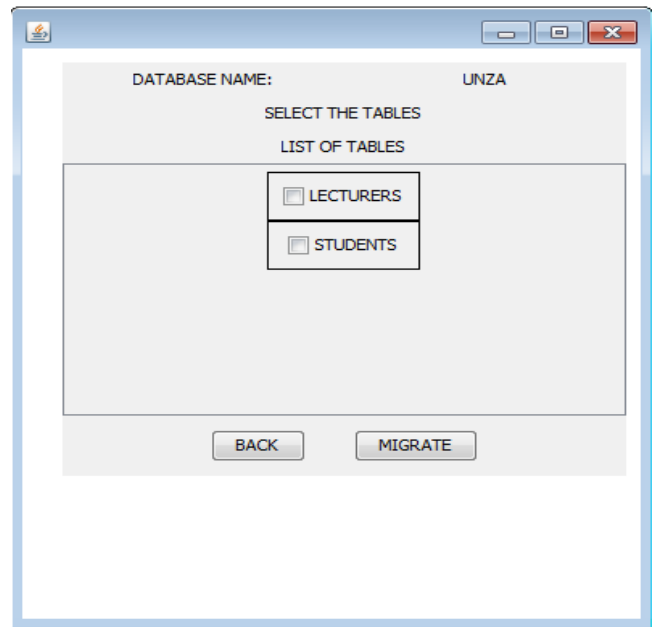 DATABASE NAME: UNZA
SELECT THE TABLES
LIST OF TABLES
LECTURERS
STUDENTS
BACK MIGRATE